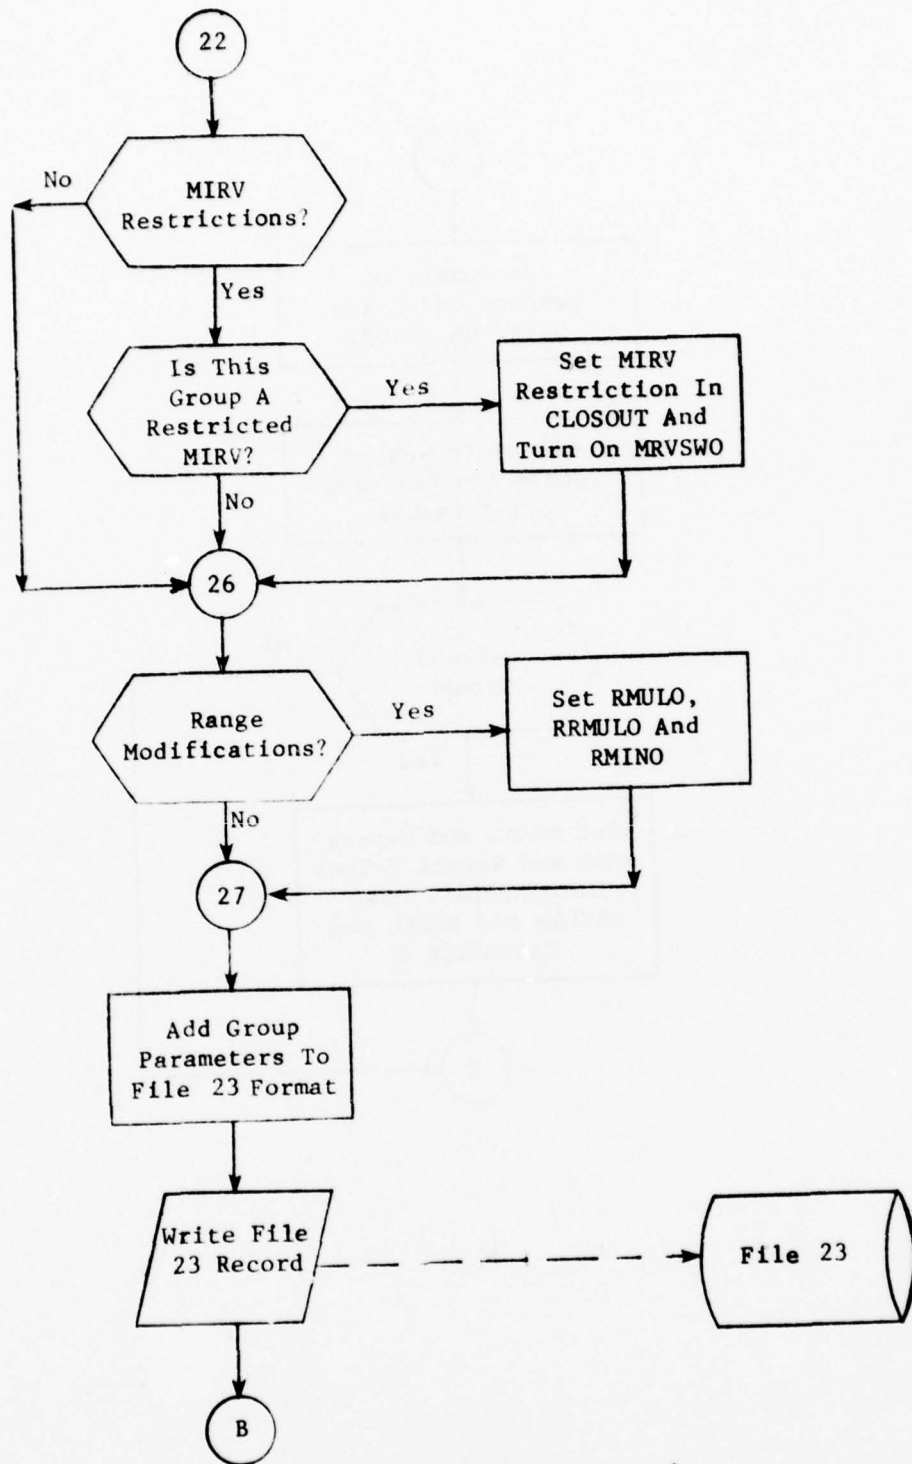 22
MIRV
Restrictions?
No
Yes
Is This
Group A
Restricted
MIRV?
Yes
Set MIRV
Restriction In
CLOSOUT And
Turn On MRVSWO
No
26
Range
Modifications?
Yes
Set RMULO,
RRMULO And
RMINO
No
27
Add Group
Parameters To
File 23 Format
Write File
23 Record
File 23
B